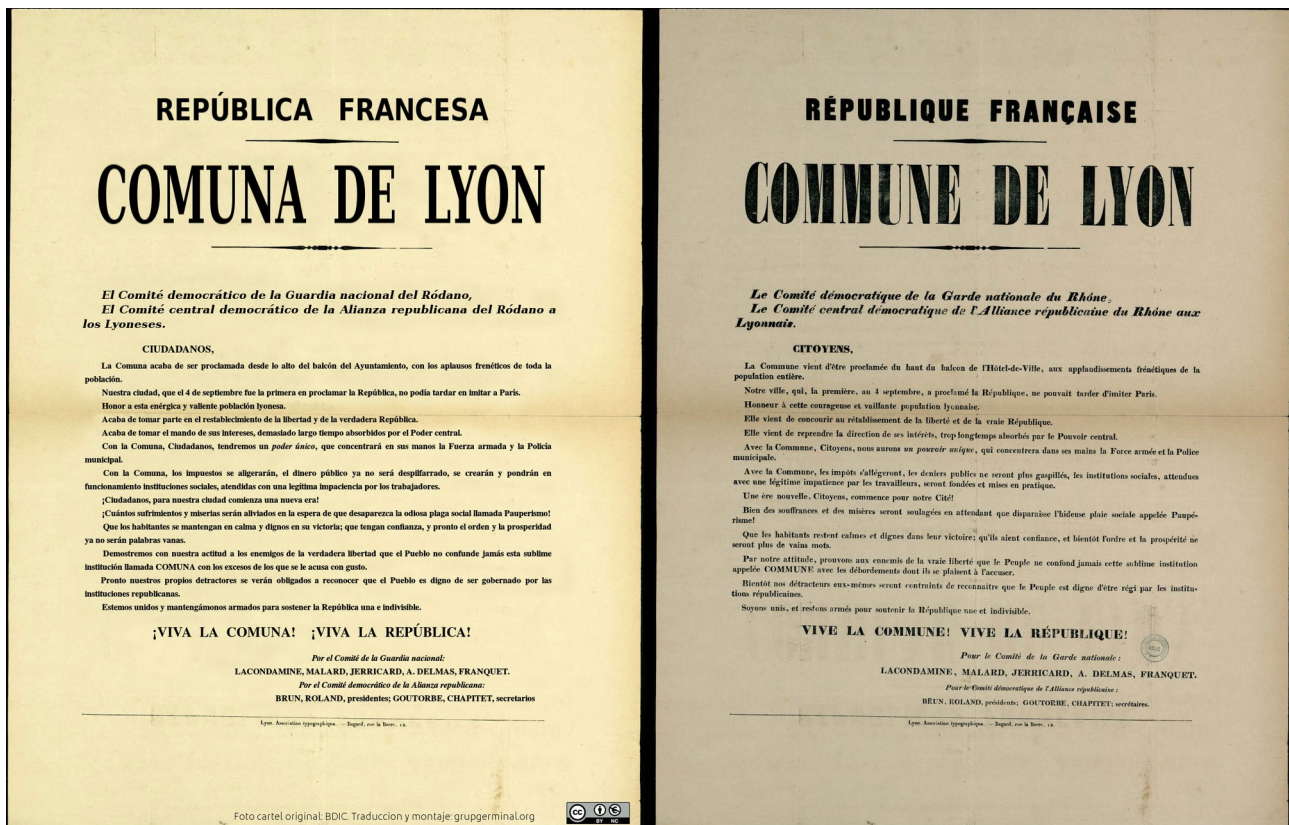 REPÚBLICA FRANCESA
COMUNA DE LYON
El Comité democrático de la Guardia nacional del Ródano,
El Comité central democrático de la Alianza republicana del Ródano a
los Lyoneses.
CIUDADANOS,
La Comuna acaba de ser proclamada desde lo alto del balcón del Ayuntamiento, con los aplausos frenéticos de toda la
población.
Nuestra ciudad, que el 4 de septiembre fue la primera en proclamar la República, no podía tardar en imitar a París.
Honor a esta enérgica y valiente población lyonesa.
Acaba de tomar parte en el restablecimiento de la libertad y de la verdadera República.
Acaba de tomar el mando de sus intereses, demasiado largo tiempo absorbidos por el Poder central.
Con la Comuna, Ciudadanos, tendremos un poder único, que concentrará en sus manos la Fuerza armada y la Policía
municipal.
Con la Comuna, los impuestos se aligerarán, el dinero público ya no será despilfarrado, se crearán y pondrán en
funcionamiento instituciones sociales, atendidas con una legítima impaciencia por los trabajadores.
¡Ciudadanos, para nuestra ciudad comienza una nueva era!
¡Cuántos sufrimientos y miserias serán aliviados en la espera de que desaparezca la odiosa plaga social llamada Pauperismo!
Que los habitantes se mantengan en calma y dignos en su victoria; que tengan confianza, y pronto el orden y la prosperidad
ya no serán palabras vanas.
Demostremos con nuestra actitud a los enemigos de la verdadera libertad que el Pueblo no confunde jamás esta sublime
institución llamada COMUNA con los excesos de los que se le acusa con gusto.
Pronto nuestros propios detractores se verán obligados a reconocer que el Pueblo es digno de ser gobernado por las
instituciones republicanas.
Estemos unidos y mantengámonos armados para sostener la República una e indivisible.
¡VIVA LA COMUNA! ¡VIVA LA REPÚBLICA!
Por el Comité de la Guardia nacional:
LACONDAMINE, MALARD, JERRICARD, A. DELMAS, FRANQUET.
Por el Comité democrático de la Alianza republicana:
BRUN, ROLAND, presidentes; GOUTORBE, CHAPITET, secretarios
Lyon. Association typographique. — Regard, rue la Barre, 12.
Foto cartel original: BDIC. Traduccion y montaje: grupgerminal.org
cc
BY NC
RÉPUBLIQUE FRANÇAISE
COMMUNE DE LYON
Le Comité démocratique de la Garde nationale du Rhône,
Le Comité central démocratique de l'Alliance républicaine du Rhône aux
Lyonnais.
CITOYENS,
La Commune vient d'être proclamée du haut du balcon de l'Hôtel-de-Ville, aux applaudissements frénétiques de la
population entière.
Notre ville, qui, la première, au 4 septembre, a proclamé la République, ne pouvait tarder d'imiter Paris.
Honneur à cette courageuse et vaillante population lyonnaise.
Elle vient de concourir au rétablissement de la liberté et de la vraie République.
Elle vient de reprendre la direction de ses intérêts, trop longtemps absorbés par le Pouvoir central.
Avec la Commune, Citoyens, nous aurons un pouvoir unique, qui concentrera dans ses mains la Force armée et la Police
municipale.
Avec la Commune, les impôts s'allégeront, les deniers publics ne seront plus gaspillés, les institutions sociales, attendues
avec une légitime impatience par les travailleurs, seront fondées et mises en pratique.
Une ère nouvelle, Citoyens, commence pour notre Cité!
Bien des souffrances et des misères seront soulagées en attendant que disparaisse l'hideuse plaie sociale appelée Paupé-
risme!
Que les habitants restent calmes et dignes dans leur victoire; qu'ils aient confiance, et bientôt l'ordre et la prospérité ne
seront plus de vains mots.
Par notre attitude, prouvons aux ennemis de la vraie liberté que le Peuple ne confond jamais cette sublime institution
appelée COMMUNE avec les débordements dont ils se plaisent à l'accuser.
Bientôt nos détracteurs eux-mêmes seront contraints de reconnaitre que le Peuple est digne d'être régi par les institu-
tions républicaines.
Soyons unis, et restons armés pour soutenir la République une et indivisible.
VIVE LA COMMUNE! VIVE LA RÉPUBLIQUE!
Pour le Comité de la Garde nationale:
LACONDAMINE, MALARD, JERRICARD, A. DELMAS, FRANQUET.
Pour le Comité démocratique de l'Alliance républicaine:
BRUN, ROLAND, présidents; GOUTORBE, CHAPITET; secrétaires.
Lyon. Association typographique. — Regard, rue la Barre, 12.